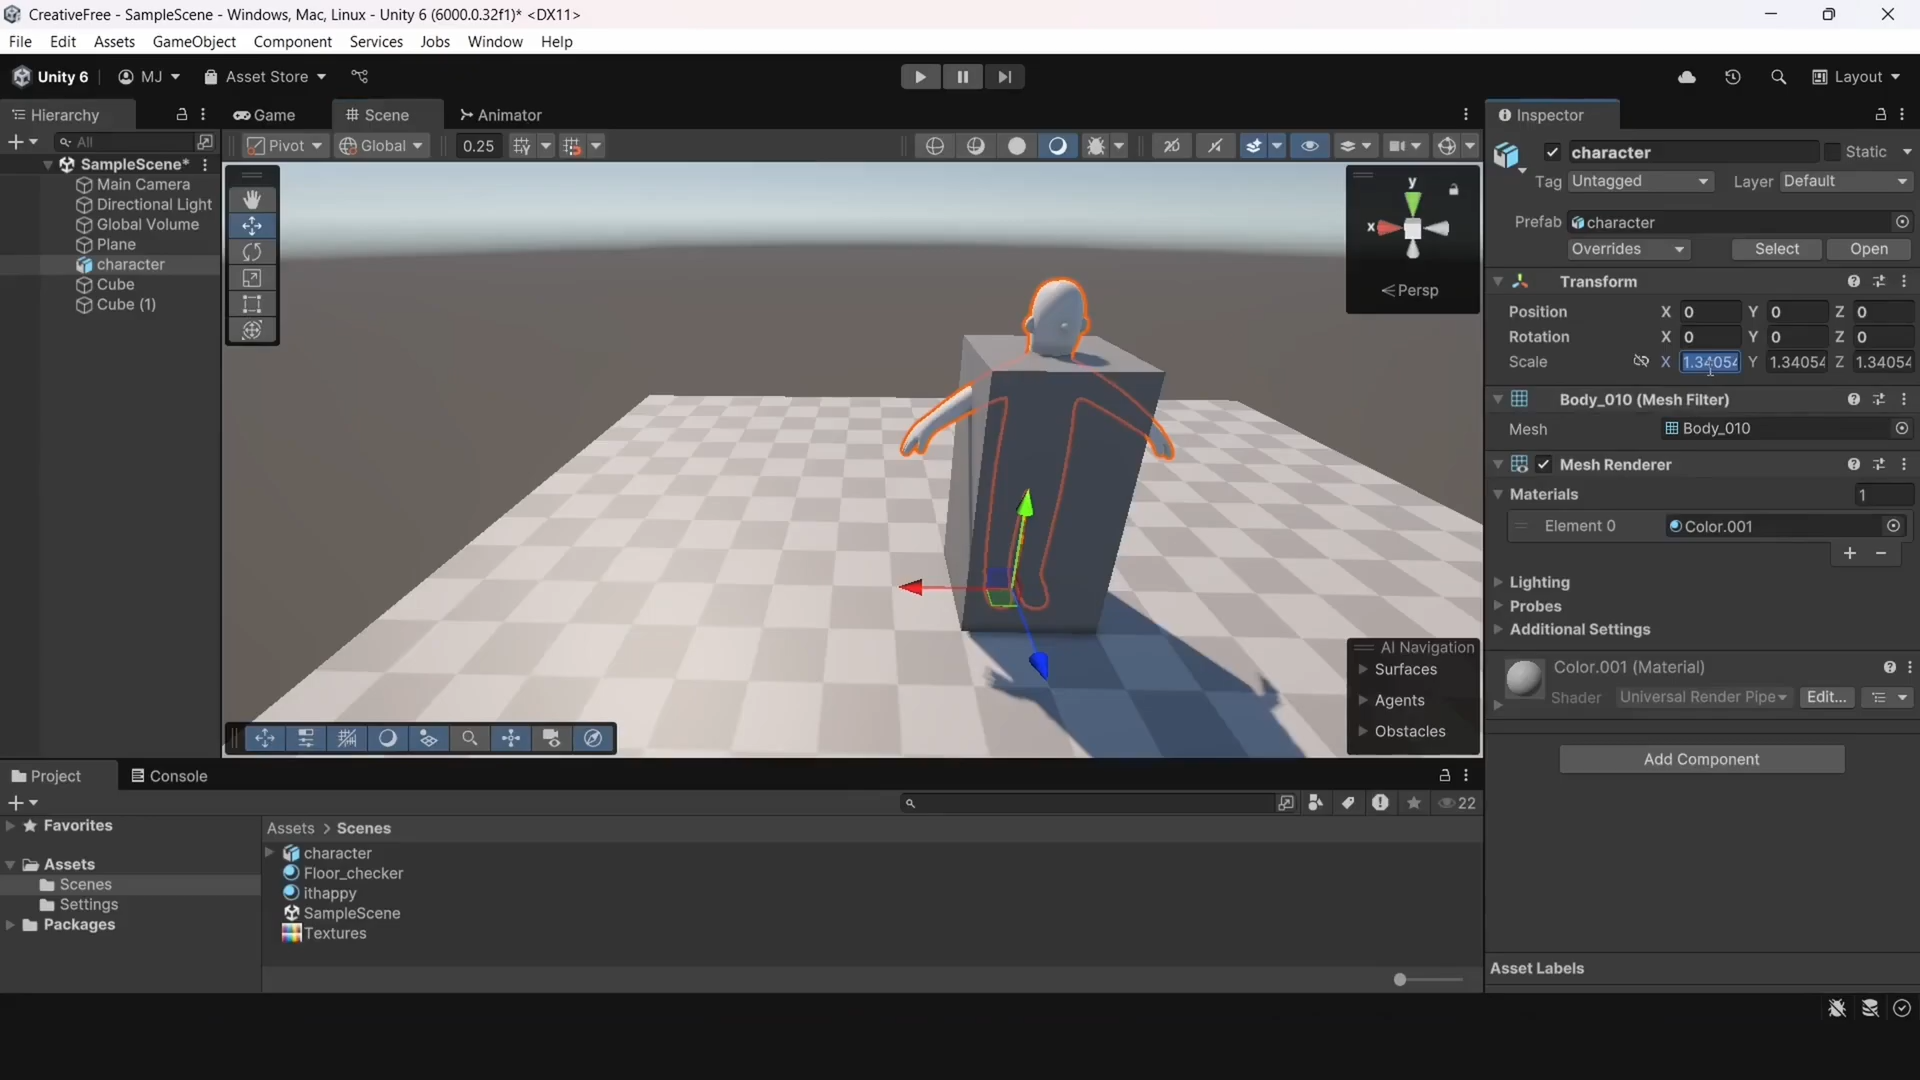 CreativeFree - SampleScene - Windows, Mac, Linux - Unity 6 (6000.0.32f1)* <DX11>
File Edit Assets GameObject Component Services Jobs Window Help
Unity 6 MJ Asset Store Layout
Hierarchy
All
SampleScene*
Main Camera
Directional Light
Global Volume
Plane
character
Cube
Cube (1)
Game Scene Animator
Pivot Global 0.25
y
x
Persp
AI Navigation
Surfaces
Agents
Obstacles
Inspector
character Static
Tag Untagged Layer Default
Prefab character
Overrides Select Open
Transform
Position X 0 Y 0 Z 0
Rotation X 0 Y 0 Z 0
Scale X 1.34054 Y 1.34054 Z 1.34054
Body_010 (Mesh Filter)
Mesh Body_010
Mesh Renderer
Materials 1
Element 0 Color.001
Lighting
Probes
Additional Settings
Color.001 (Material)
Shader Universal Render Pipe Edit...
Add Component
Asset Labels
Project Console
22
Favorites
Assets
Scenes
Settings
Packages
Assets > Scenes
character
Floor_checker
ithappy
SampleScene
Textures